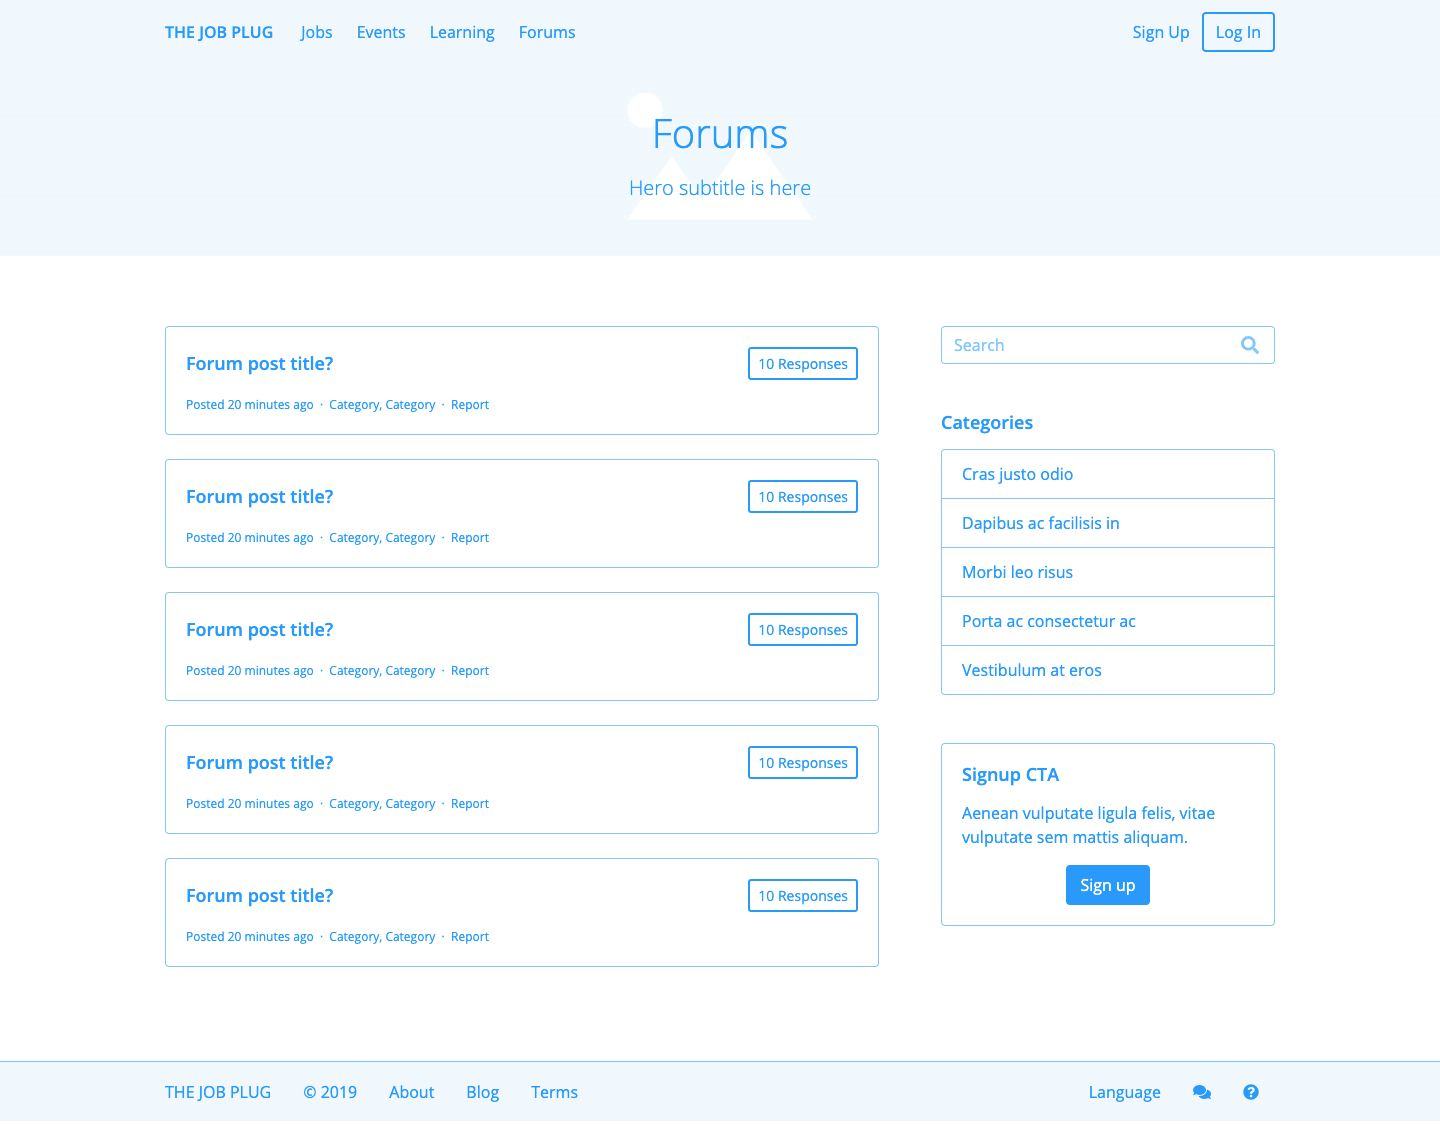 THE JOB PLUG Jobs Events Learning Forums Sign Up Log In
Forums
Hero subtitle is here
Forum post title? 10 Responses
Posted 20 minutes ago · Category, Category · Report
Forum post title? 10 Responses
Posted 20 minutes ago · Category, Category · Report
Forum post title? 10 Responses
Posted 20 minutes ago · Category, Category · Report
Forum post title? 10 Responses
Posted 20 minutes ago · Category, Category · Report
Forum post title? 10 Responses
Posted 20 minutes ago · Category, Category · Report
Search
Categories
Cras justo odio
Dapibus ac facilisis in
Morbi leo risus
Porta ac consectetur ac
Vestibulum at eros
Signup CTA
Aenean vulputate ligula felis, vitae
vulputate sem mattis aliquam.
Sign up
THE JOB PLUG © 2019 About Blog Terms Language